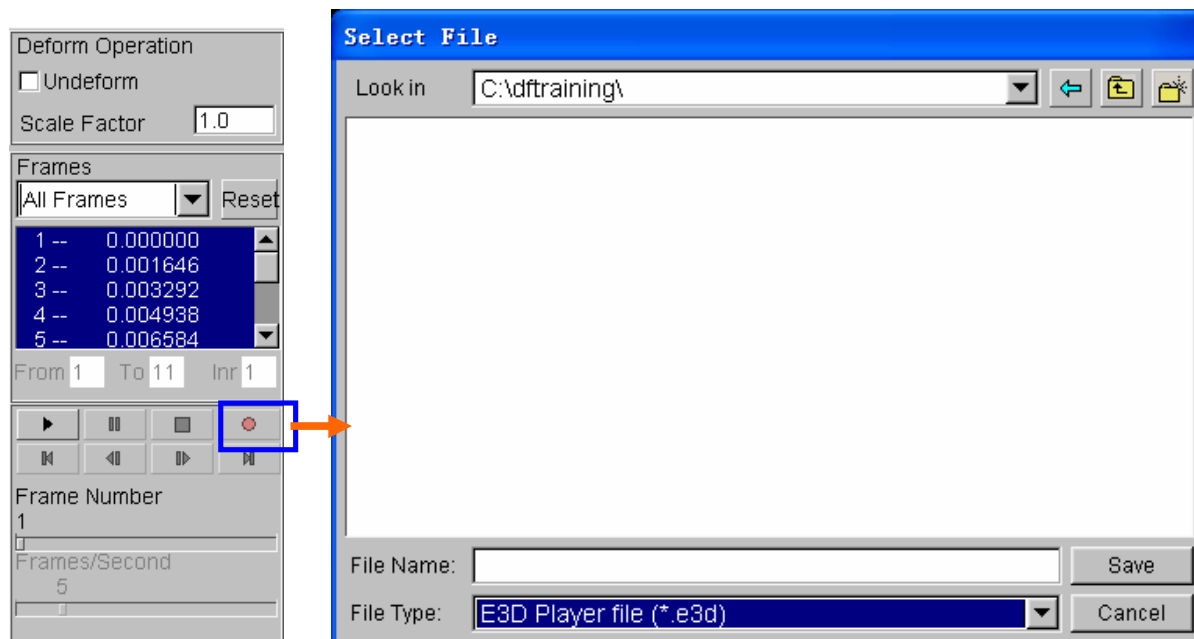 Deform Operation
Undeform
Scale Factor 1.0
Frames
All Frames Reset
1 -- 0.000000
2 -- 0.001646
3 -- 0.003292
4 -- 0.004938
5 -- 0.006584
From 1 To 11 Inr 1
Frame Number
1
Frames/Second
5
Select File
Look in C:\dftraining\
File Name: Save
File Type: E3D Player file (*.e3d) Cancel